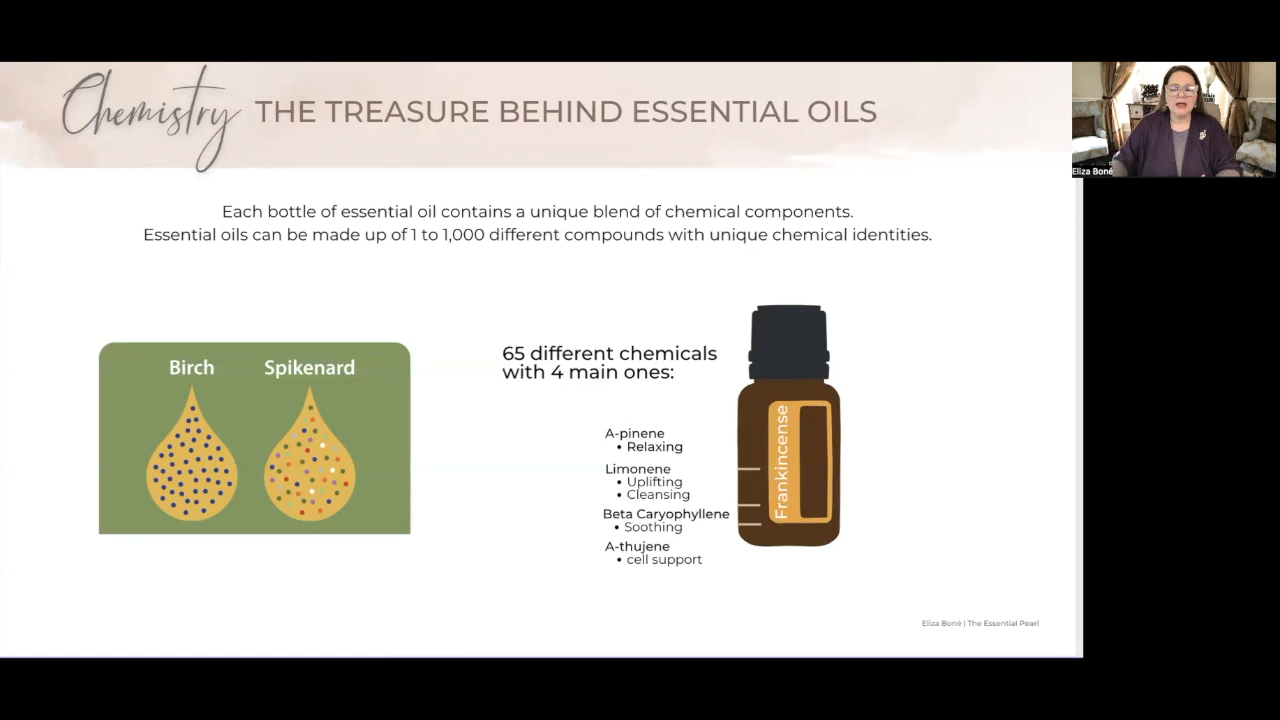 Chemistry THE TREASURE BEHIND ESSENTIAL OILS
Eliza Boné
Each bottle of essential oil contains a unique blend of chemical components.
Essential oils can be made up of 1 to 1,000 different compounds with unique chemical identities.
Birch Spikenard
65 different chemicals
with 4 main ones:
A-pinene
• Relaxing
Limonene
• Uplifting
• Cleansing
Beta Caryophyllene
• Soothing
A-thujene
• cell support
Frankincense
Eliza Boné | The Essential Pearl